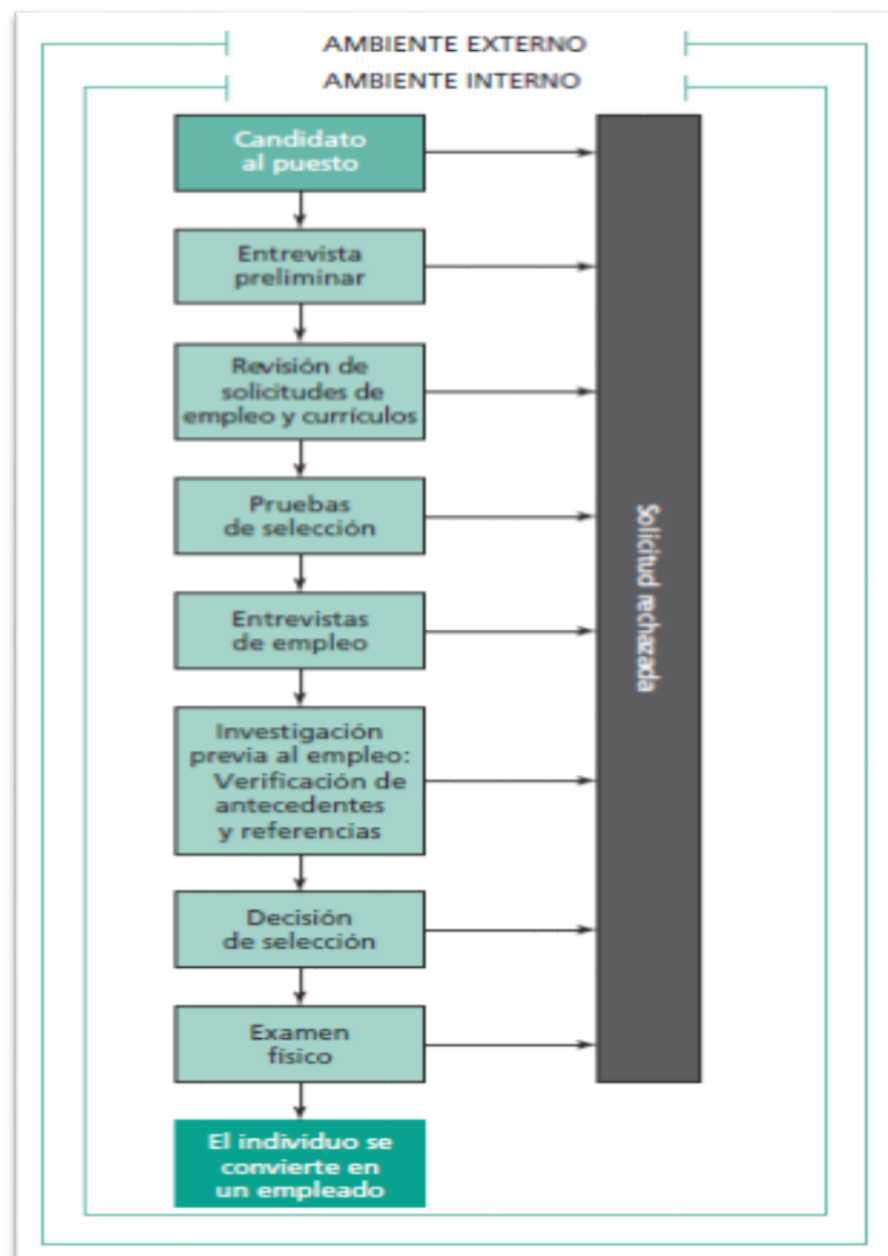 AMBIENTE EXTERNO
AMBIENTE INTERNO
Candidato
al puesto
Entrevista
preliminar
Revisión de
solicitudes de
empleo y currículos
Pruebas
de selección
Entrevistas
de empleo
Investigación
previa al empleo:
Verificación de
antecedentes
y referencias
Decisión
de selección
Examen
físico
El individuo se
convierte en
un empleado
Solicitud rechazada